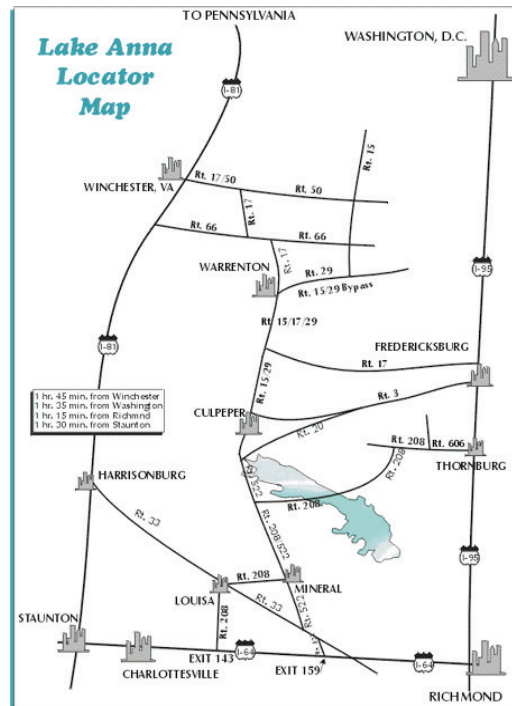 TO PENNSYLVANIA
Lake Anna
Locator
Map
WASHINGTON, D.C.
I-81
I-95
Rt. 15
WINCHESTER, VA
Rt. 17/50
Rt. 50
Rt. 17
Rt. 66
Rt. 66
Rt. 17
WARRENTON
Rt. 29
Rt. 15/29 Bypass
I-95
Rt. 15/17/29
I-81
FREDERICKSBURG
Rt. 17
Rt. 15/29
1 hr. 45 min. from Winchester
1 hr. 35 min. from Washington
1 hr. 15 min. from Richmnd
1 hr. 30 min. from Staunton
Rt. 3
CULPEPER
Rt. 20
Rt. 208
Rt. 606
THORNBURG
Rt. 208
HARRISONBURG
Rt. 208
Rt. 33
Rt. 208/522
I-95
Rt. 208
MINERAL
LOUISA
Rt. 33
Rt. 522
Rt. 208
STAUNTON
EXIT 143
I-64
EXIT 159
I-64
CHARLOTTESVILLE
RICHMOND